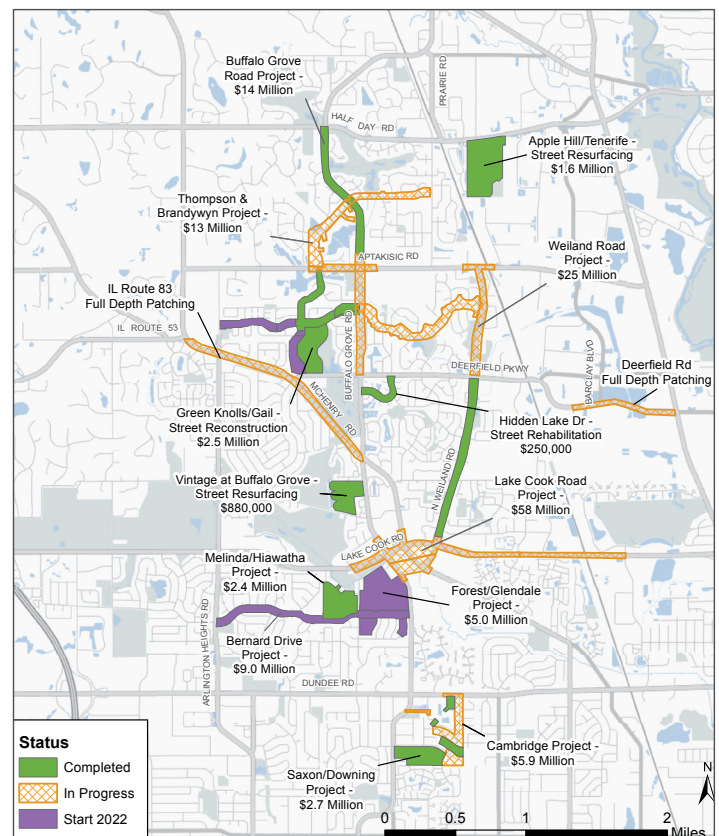 Buffalo Grove
Road Project -
$14 Million
PRAIRIE RD
HALF DAY RD
Apple Hill/Tenerife -
Street Resurfacing
$1.6 Million
Thompson &
Brandywyn Project -
$13 Million
Weiland Road
Project -
$25 Million
APTAKISIC RD
IL Route 83
Full Depth Patching
IL ROUTE 53
BUFFALO GROVE RD
DEERFIELD PKWY
BARCLAY BLVD
Deerfield Rd
Full Depth Patching
MCHENRY RD
Green Knolls/Gail -
Street Reconstruction
$2.5 Million
Hidden Lake Dr -
Street Rehabilitation
$250,000
N WEILAND RD
Vintage at Buffalo Grove -
Street Resurfacing
$880,000
Lake Cook Road
Project -
$58 Million
LAKE COOK RD
Melinda/Hiawatha
Project -
$2.4 Million
Forest/Glendale
Project -
$5.0 Million
ARLINGTON HEIGHTS RD
Bernard Drive
Project -
$9.0 Million
DUNDEE RD
Cambridge Project -
$5.9 Million
Saxon/Downing
Project -
$2.7 Million
Status
Completed
In Progress
Start 2022
N
0 0.5 1 2
Miles